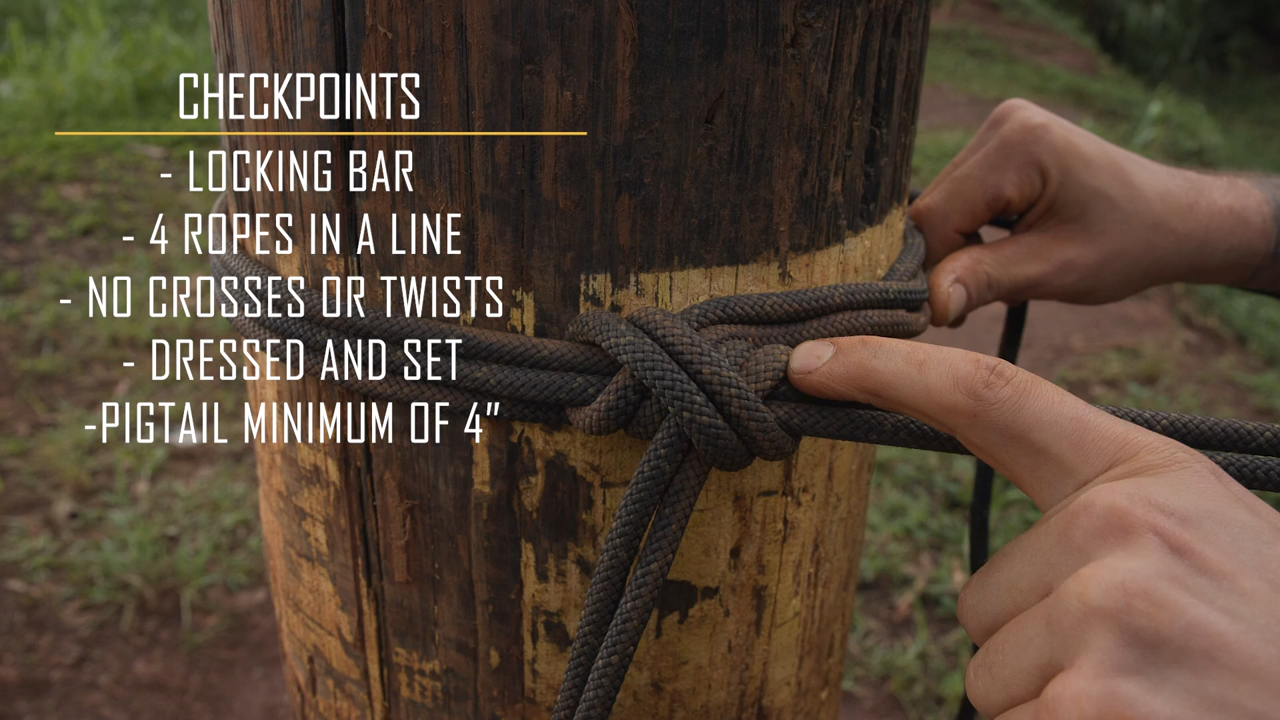 CHECKPOINTS
- LOCKING BAR
- 4 ROPES IN A LINE
- NO CROSSES OR TWISTS
- DRESSED AND SET
-PIGTAIL MINIMUM OF 4"